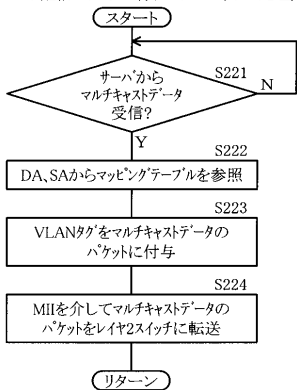 スタート
サーバから
マルチキャストデータ
受信?
S221
N
Y
S222
DA、SAからマッピングテーブルを参照
S223
VLANタグをマルチキャストデータの
パケットに付与
S224
MIIを介してマルチキャストデータの
パケットをレイヤ2スイッチに転送
リターン